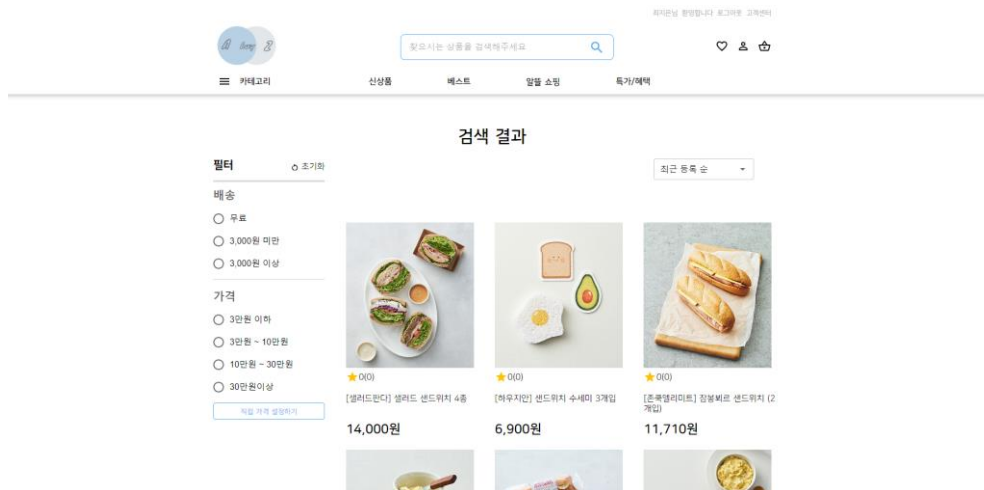 최지은님 환영합니다 로그아웃 고객센터
찾으시는 상품을 검색해주세요
카테고리 신상품 베스트 알뜰 쇼핑 특가/혜택
검색 결과
필터 초기화
최근 등록 순
배송
무료
3,000원 미만
3,000원 이상
가격
3만원 이하
3만원 ~ 10만원
10만원 ~ 30만원
30만원이상
직접 가격 설정하기
0(0)
[샐러드판다] 샐러드 샌드위치 4종
14,000원
0(0)
[하우지안] 샌드위치 수세미 3개입
6,900원
0(0)
[존쿡델리미트] 잠봉뵈르 샌드위치 (2
개입)
11,710원